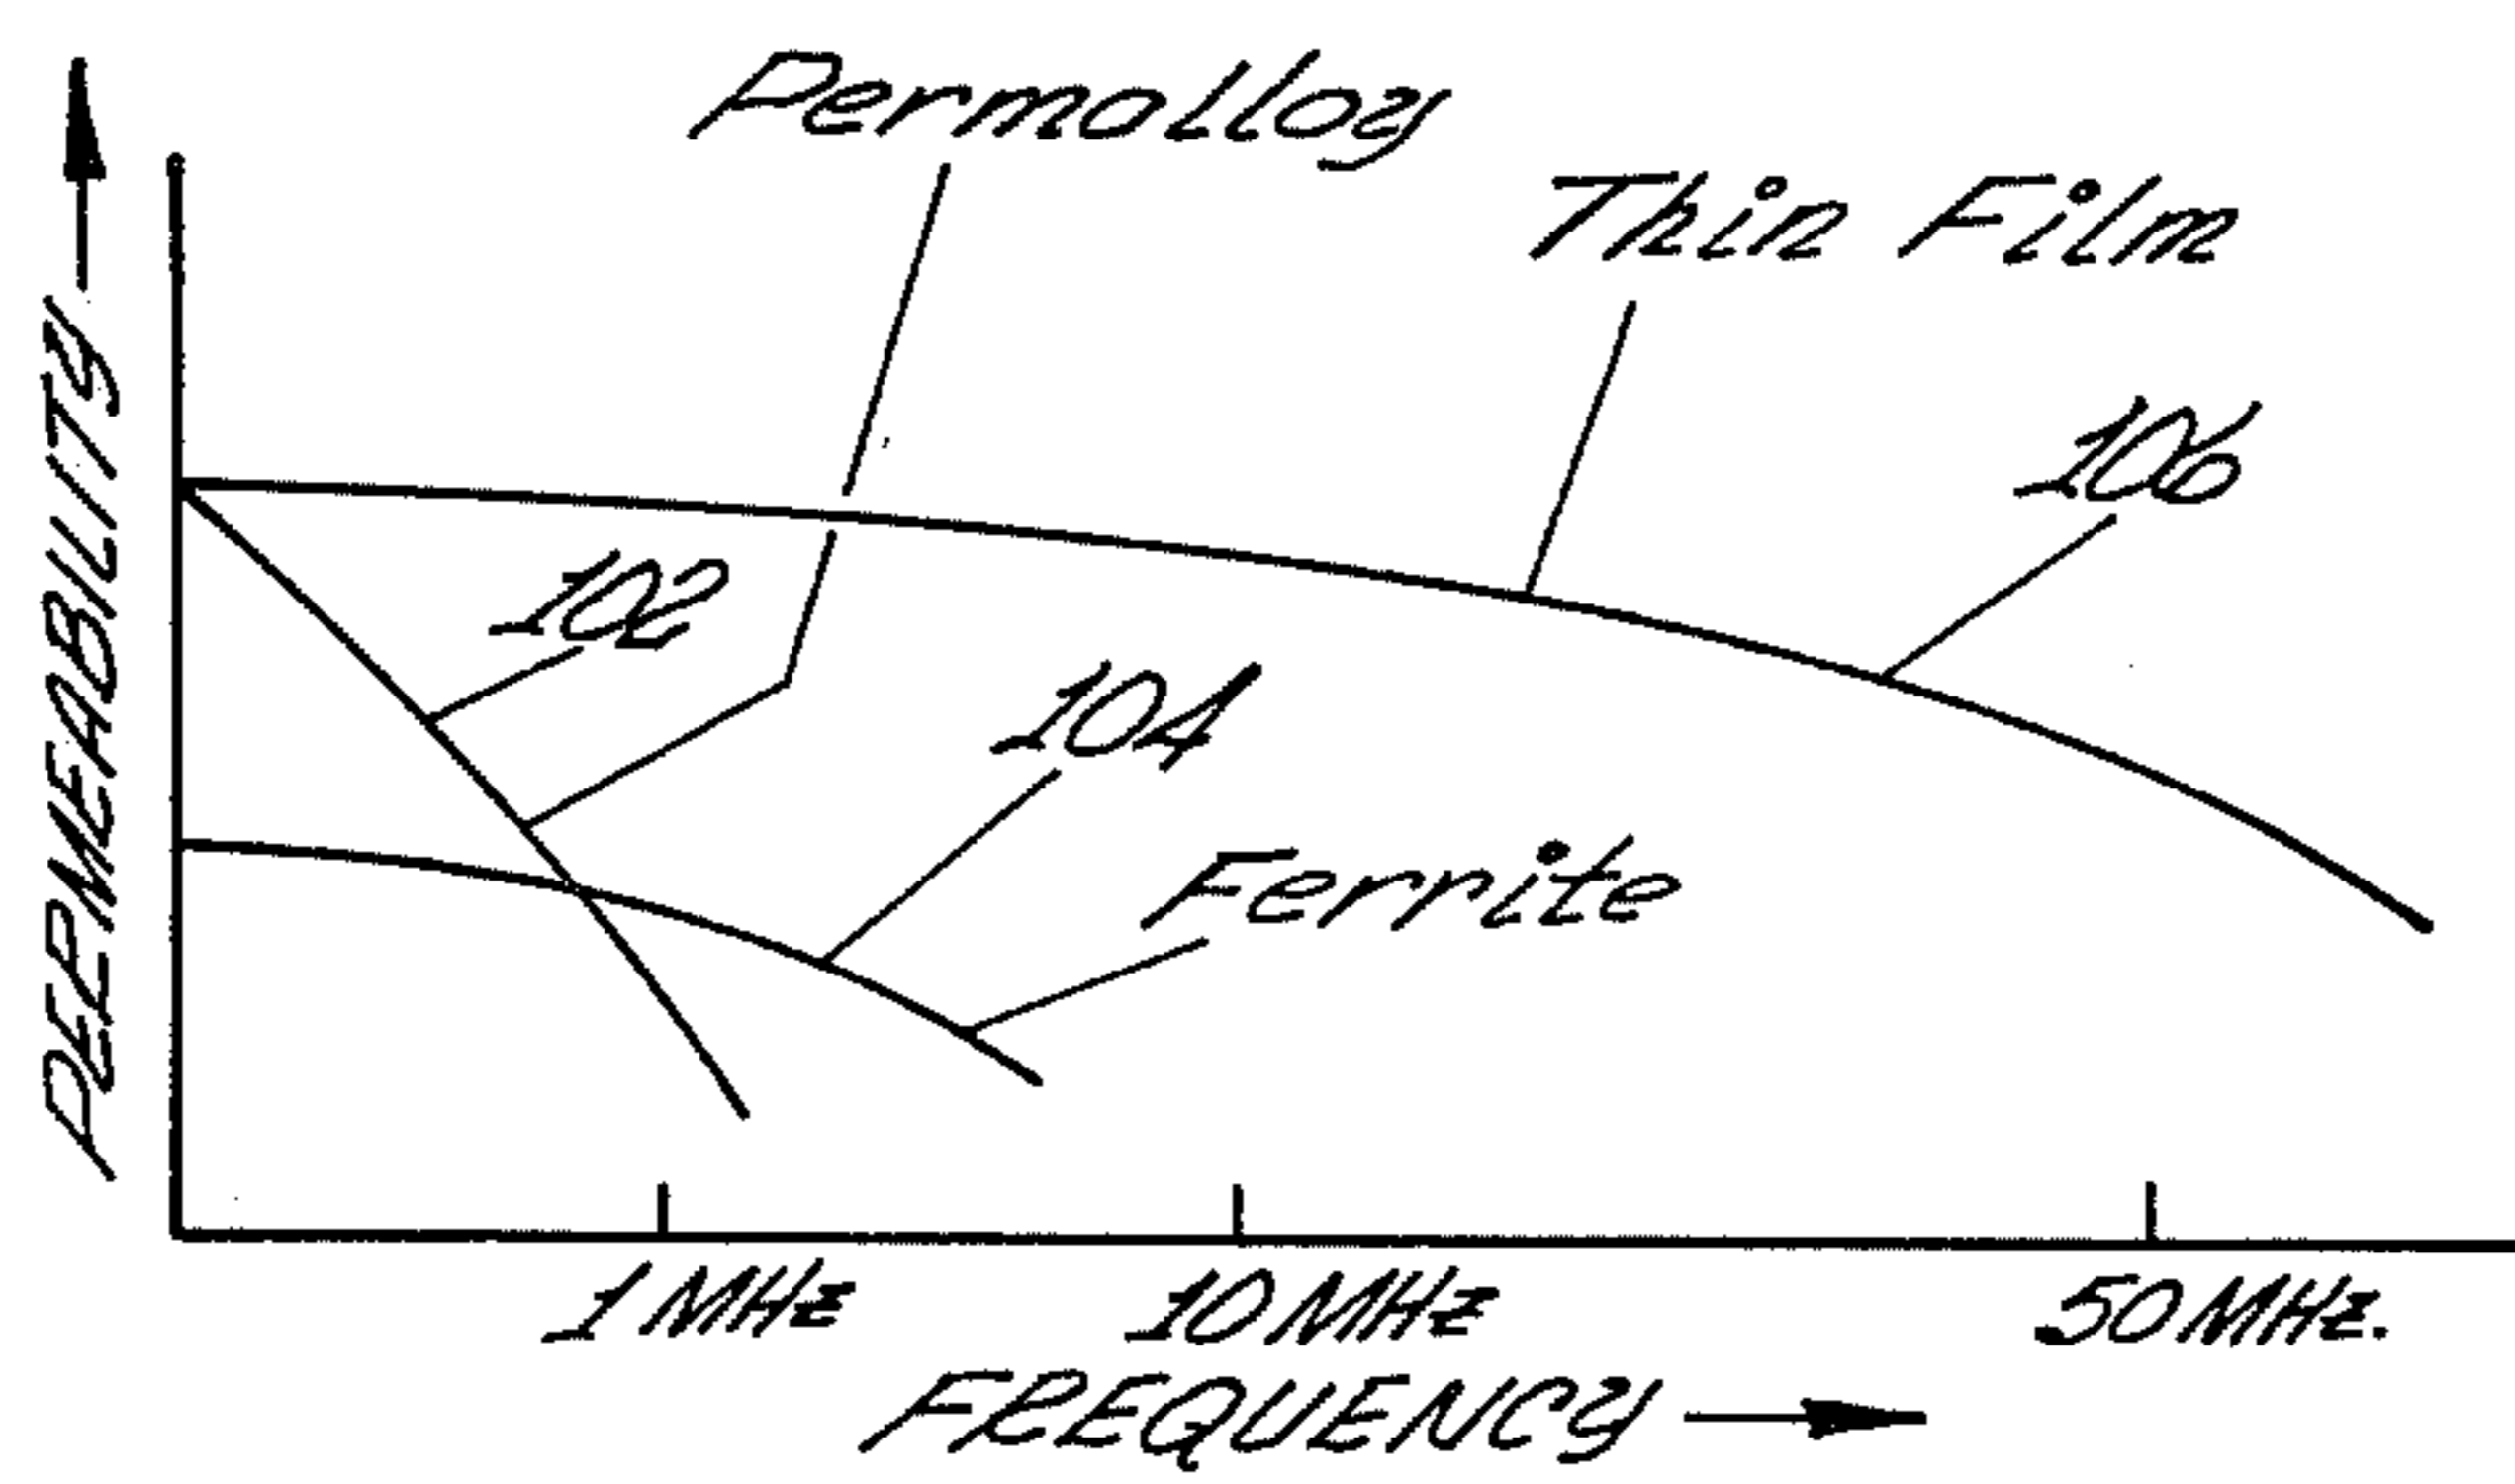 Permolloy
Thin Film
106
102
104
Ferrite
PERMEABILITY
1 MHz
10 MHz
50 MHz.
FREQUENCY